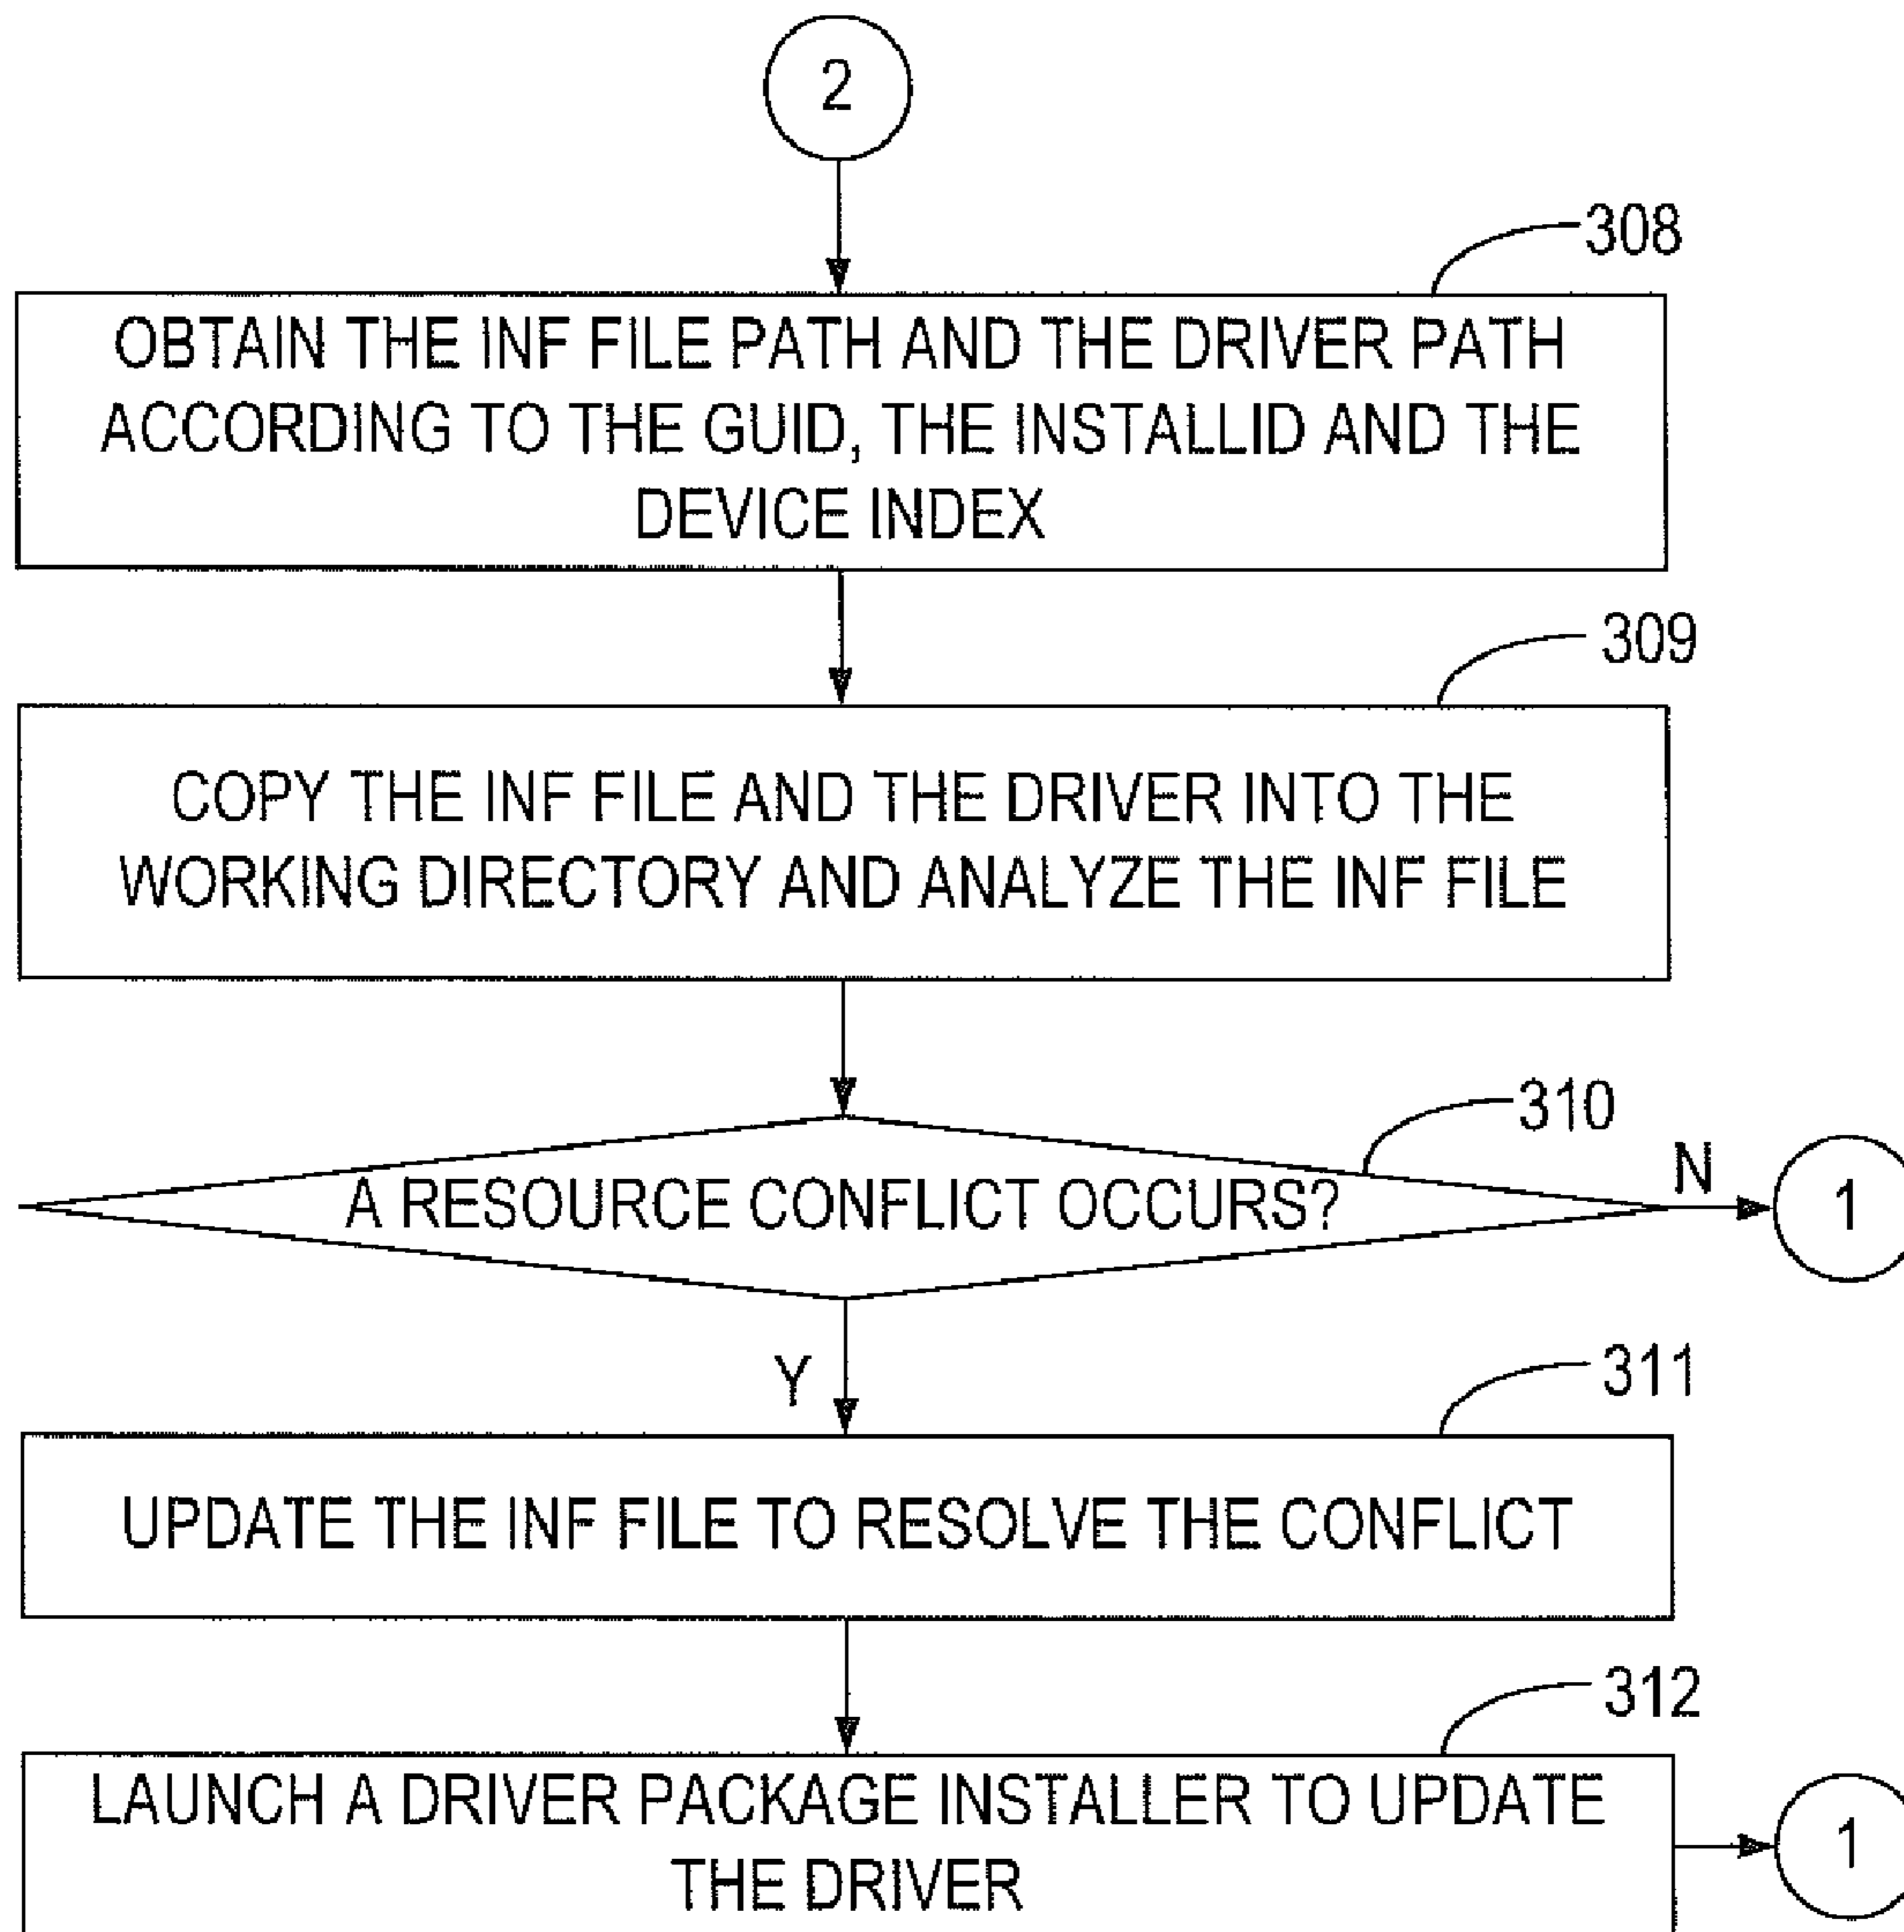 2
308
OBTAIN THE INF FILE PATH AND THE DRIVER PATH
ACCORDING TO THE GUID, THE INSTALLID AND THE
DEVICE INDEX
309
COPY THE INF FILE AND THE DRIVER INTO THE
WORKING DIRECTORY AND ANALYZE THE INF FILE
310
A RESOURCE CONFLICT OCCURS?
N
1
Y
311
UPDATE THE INF FILE TO RESOLVE THE CONFLICT
312
LAUNCH A DRIVER PACKAGE INSTALLER TO UPDATE
THE DRIVER
1